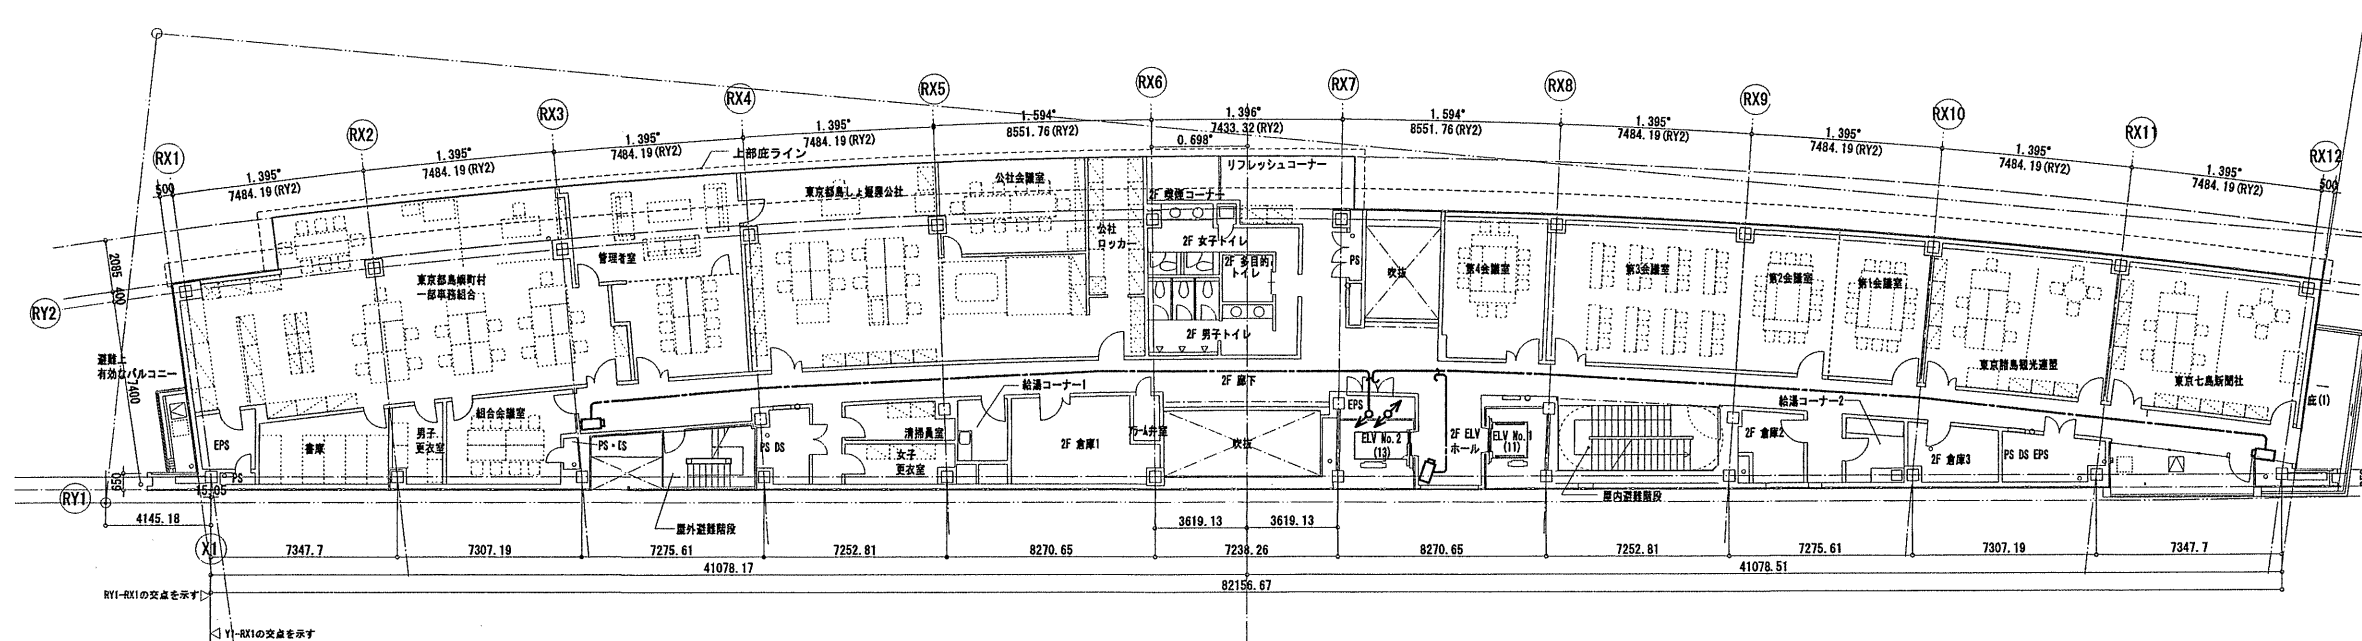 RX1
RX2
RX3
RX4
RX5
RX6
RX7
RX8
RX9
RX10
RX11
RX12
500
1.395°
7484.19(RY2)
1.395°
7484.19(RY2)
1.395°
7484.19(RY2)
1.395°
7484.19(RY2)
1.594°
8551.76(RY2)
1.396°
7433.32(RY2)
0.698°
1.594°
8551.76(RY2)
1.395°
7484.19(RY2)
1.395°
7484.19(RY2)
1.395°
7484.19(RY2)
1.395°
7484.19(RY2)
500
上部庇ライン
リフレッシュコーナー
東京都島しょ振興公社
公社会議室
2F 喫煙コーナー
公社
ロッカー
2F 女子トイレ
2F 多目的
トイレ
2F 男子トイレ
PS
吹抜
第4会議室
第3会議室
第2会議室
第1会議室
東京諸島観光連盟
東京七島新聞社
管理者室
東京都島嶼町村
一部事務組合
2085
400
7400
650
RY2
避難上
有効なバルコニー
2F 廊下
給湯コーナー1
給湯コーナー2
庇(1)
EPS
書庫
男子
更衣室
組合会議室
PS・DS
PS DS
清掃員室
女子
更衣室
2F 倉庫1
アラーム弁室
吹抜
EPS
ELV No.2
(13)
2F ELV
ホール
ELV No.1
(11)
2F 倉庫2
2F 倉庫3
PS DS EPS
PS
RY1
15.05
屋外避難階段
屋内避難階段
4145.18
3619.13
3619.13
X1
7347.7
7307.19
7275.61
7252.81
8270.65
7238.26
8270.65
7252.81
7275.61
7307.19
7347.7
41078.17
41078.51
82156.67
RY1-RX1の交点を示す
Y1-RX1の交点を示す